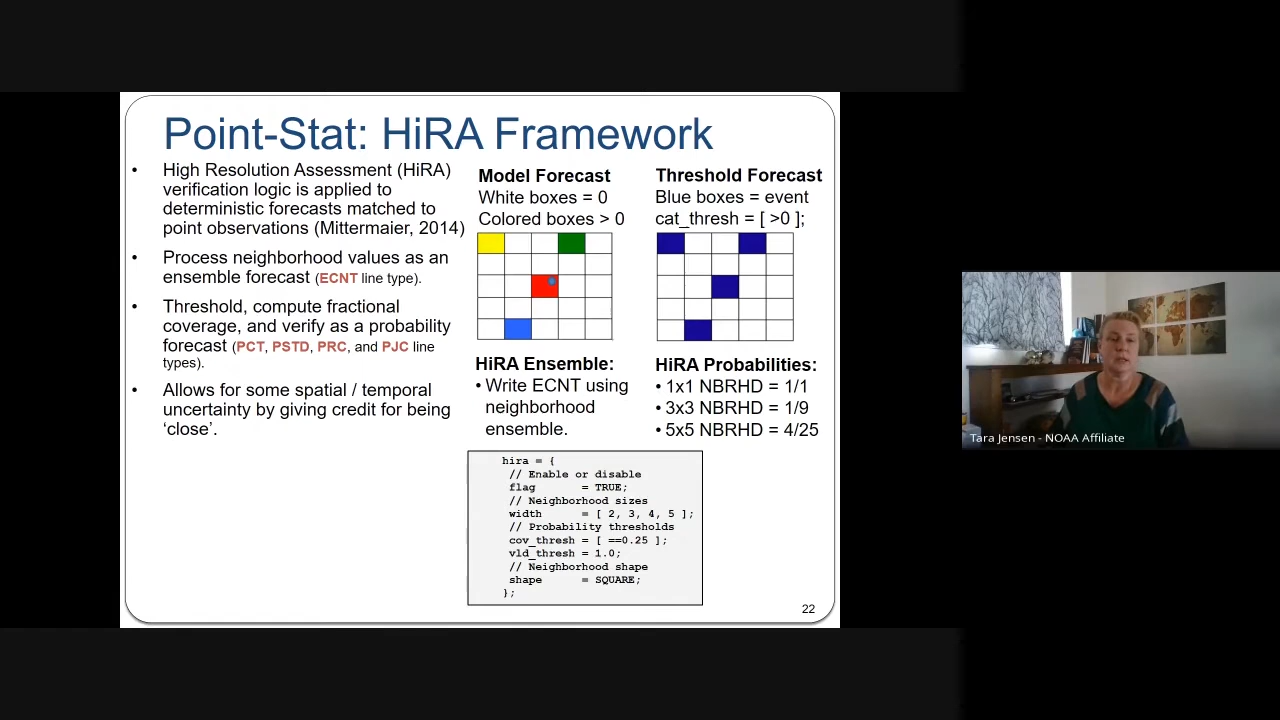 Point-Stat: HiRA Framework
• High Resolution Assessment (HiRA)
verification logic is applied to
deterministic forecasts matched to
point observations (Mittermaier, 2014)
• Process neighborhood values as an
ensemble forecast (ECNT line type).
• Threshold, compute fractional
coverage, and verify as a probability
forecast (PCT, PSTD, PRC, and PJC line
types).
• Allows for some spatial / temporal
uncertainty by giving credit for being
‘close’.
Model Forecast
White boxes = 0
Colored boxes > 0
HiRA Ensemble:
• Write ECNT using
neighborhood
ensemble.
Threshold Forecast
Blue boxes = event
cat_thresh = [ >0 ];
HiRA Probabilities:
• 1x1 NBRHD = 1/1
• 3x3 NBRHD = 1/9
• 5x5 NBRHD = 4/25
hira = {
// Enable or disable
flag = TRUE;
// Neighborhood sizes
width = [ 2, 3, 4, 5 ];
// Probability thresholds
cov_thresh = [ ==0.25 ];
vld_thresh = 1.0;
// Neighborhood shape
shape = SQUARE;
};
22
Tara Jensen - NOAA Affiliate